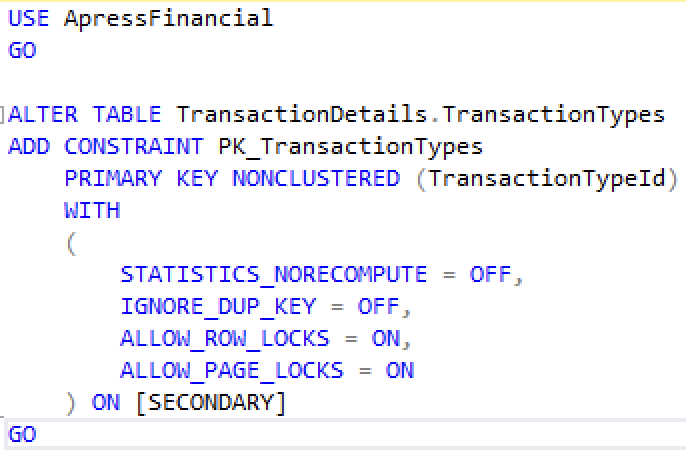 USE ApressFinancial
GO
ALTER TABLE TransactionDetails.TransactionTypes
ADD CONSTRAINT PK_TransactionTypes
PRIMARY KEY NONCLUSTERED (TransactionTypeId)
WITH
(
STATISTICS_NORECOMPUTE = OFF,
IGNORE_DUP_KEY = OFF,
ALLOW_ROW_LOCKS = ON,
ALLOW_PAGE_LOCKS = ON
) ON [SECONDARY]
GO